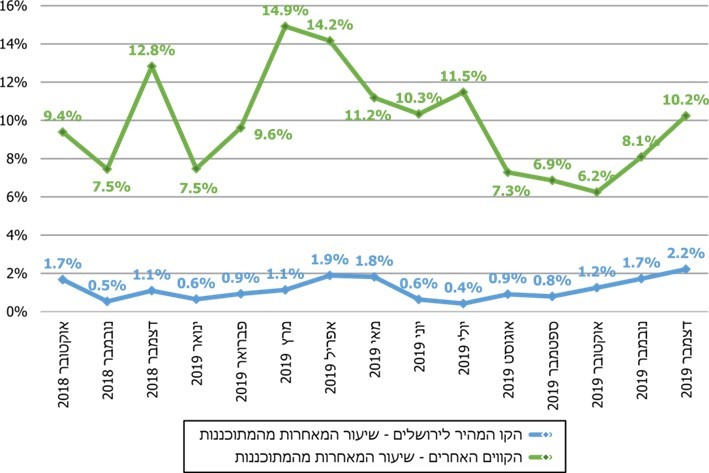 16%
14%
12%
10%
8%
6%
4%
2%
0%
9.4%
7.5%
12.8%
7.5%
9.6%
14.9%
14.2%
11.2%
10.3%
11.5%
7.3%
6.9%
6.2%
8.1%
10.2%
1.7%
0.5%
1.1%
0.6%
0.9%
1.1%
1.9%
1.8%
0.6%
0.4%
0.9%
0.8%
1.2%
1.7%
2.2%
אוקטובר 2018
נובמבר 2018
דצמבר 2018
ינואר 2019
פברואר 2019
מרץ 2019
אפריל 2019
מאי 2019
יוני 2019
יולי 2019
אוגוסט 2019
ספטמבר 2019
אוקטובר 2019
נובמבר 2019
דצמבר 2019
הקו המהיר לירושלים - שיעור המאחרות מהמתוכננות
הקווים האחרים - שיעור המאחרות מהמתוכננות